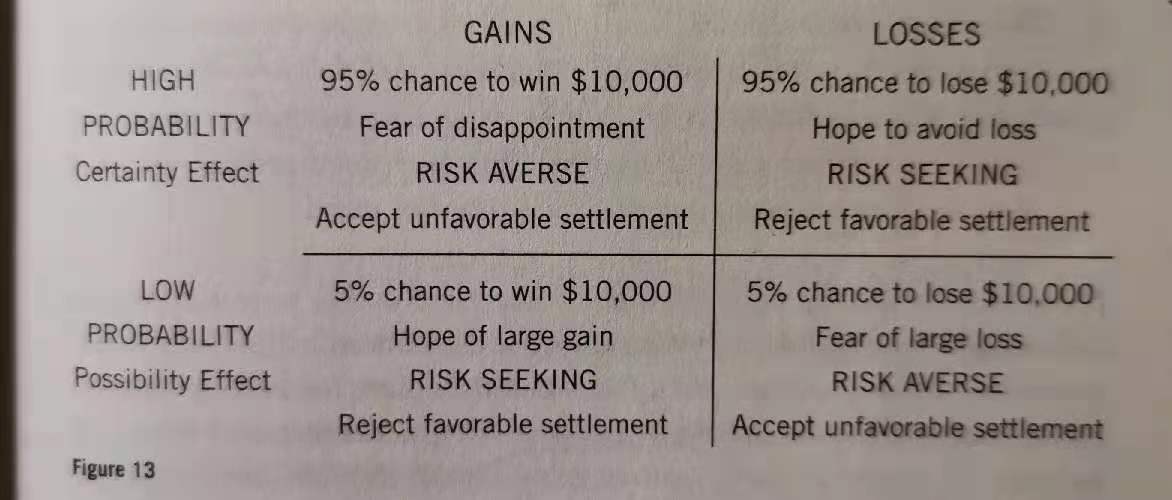 GAINS LOSSES
HIGH 95% chance to win $10,000 95% chance to lose $10,000
PROBABILITY Fear of disappointment Hope to avoid loss
Certainty Effect RISK AVERSE RISK SEEKING
Accept unfavorable settlement Reject favorable settlement
LOW 5% chance to win $10,000 5% chance to lose $10,000
PROBABILITY Hope of large gain Fear of large loss
Possibility Effect RISK SEEKING RISK AVERSE
Reject favorable settlement Accept unfavorable settlement
Figure 13